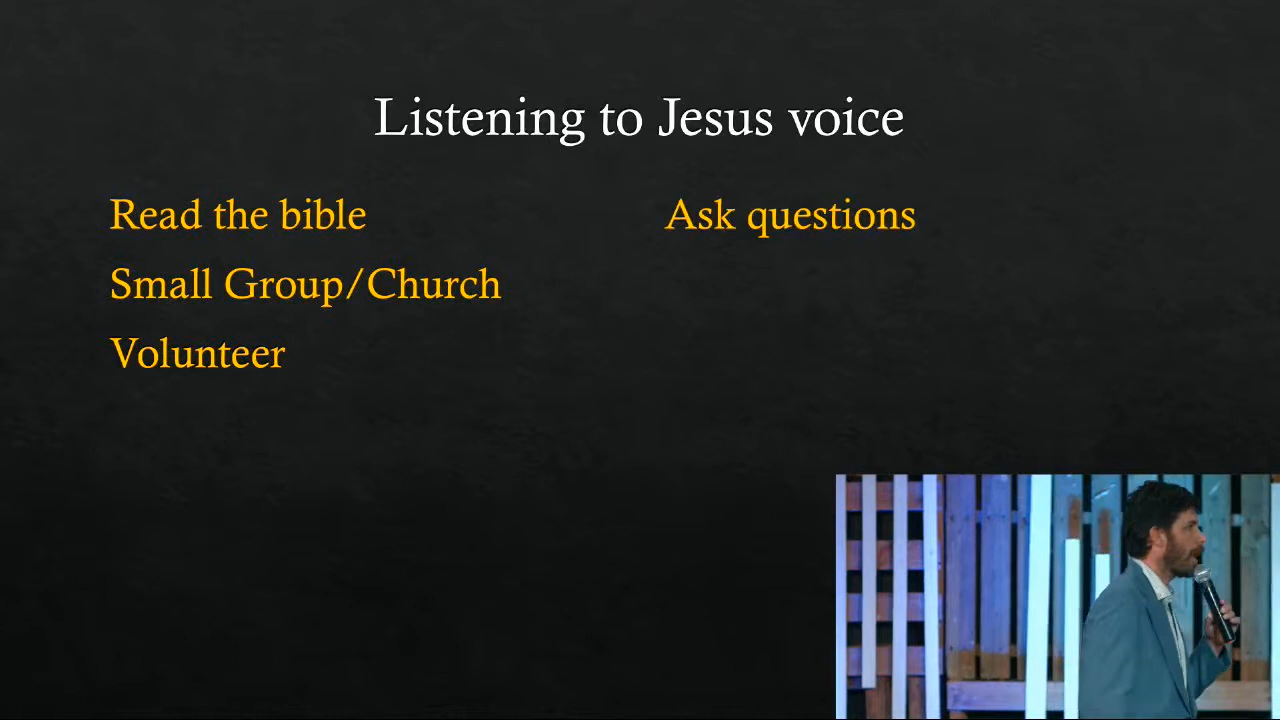 Listening to Jesus voice
Read the bible
Small Group/Church
Volunteer
Ask questions